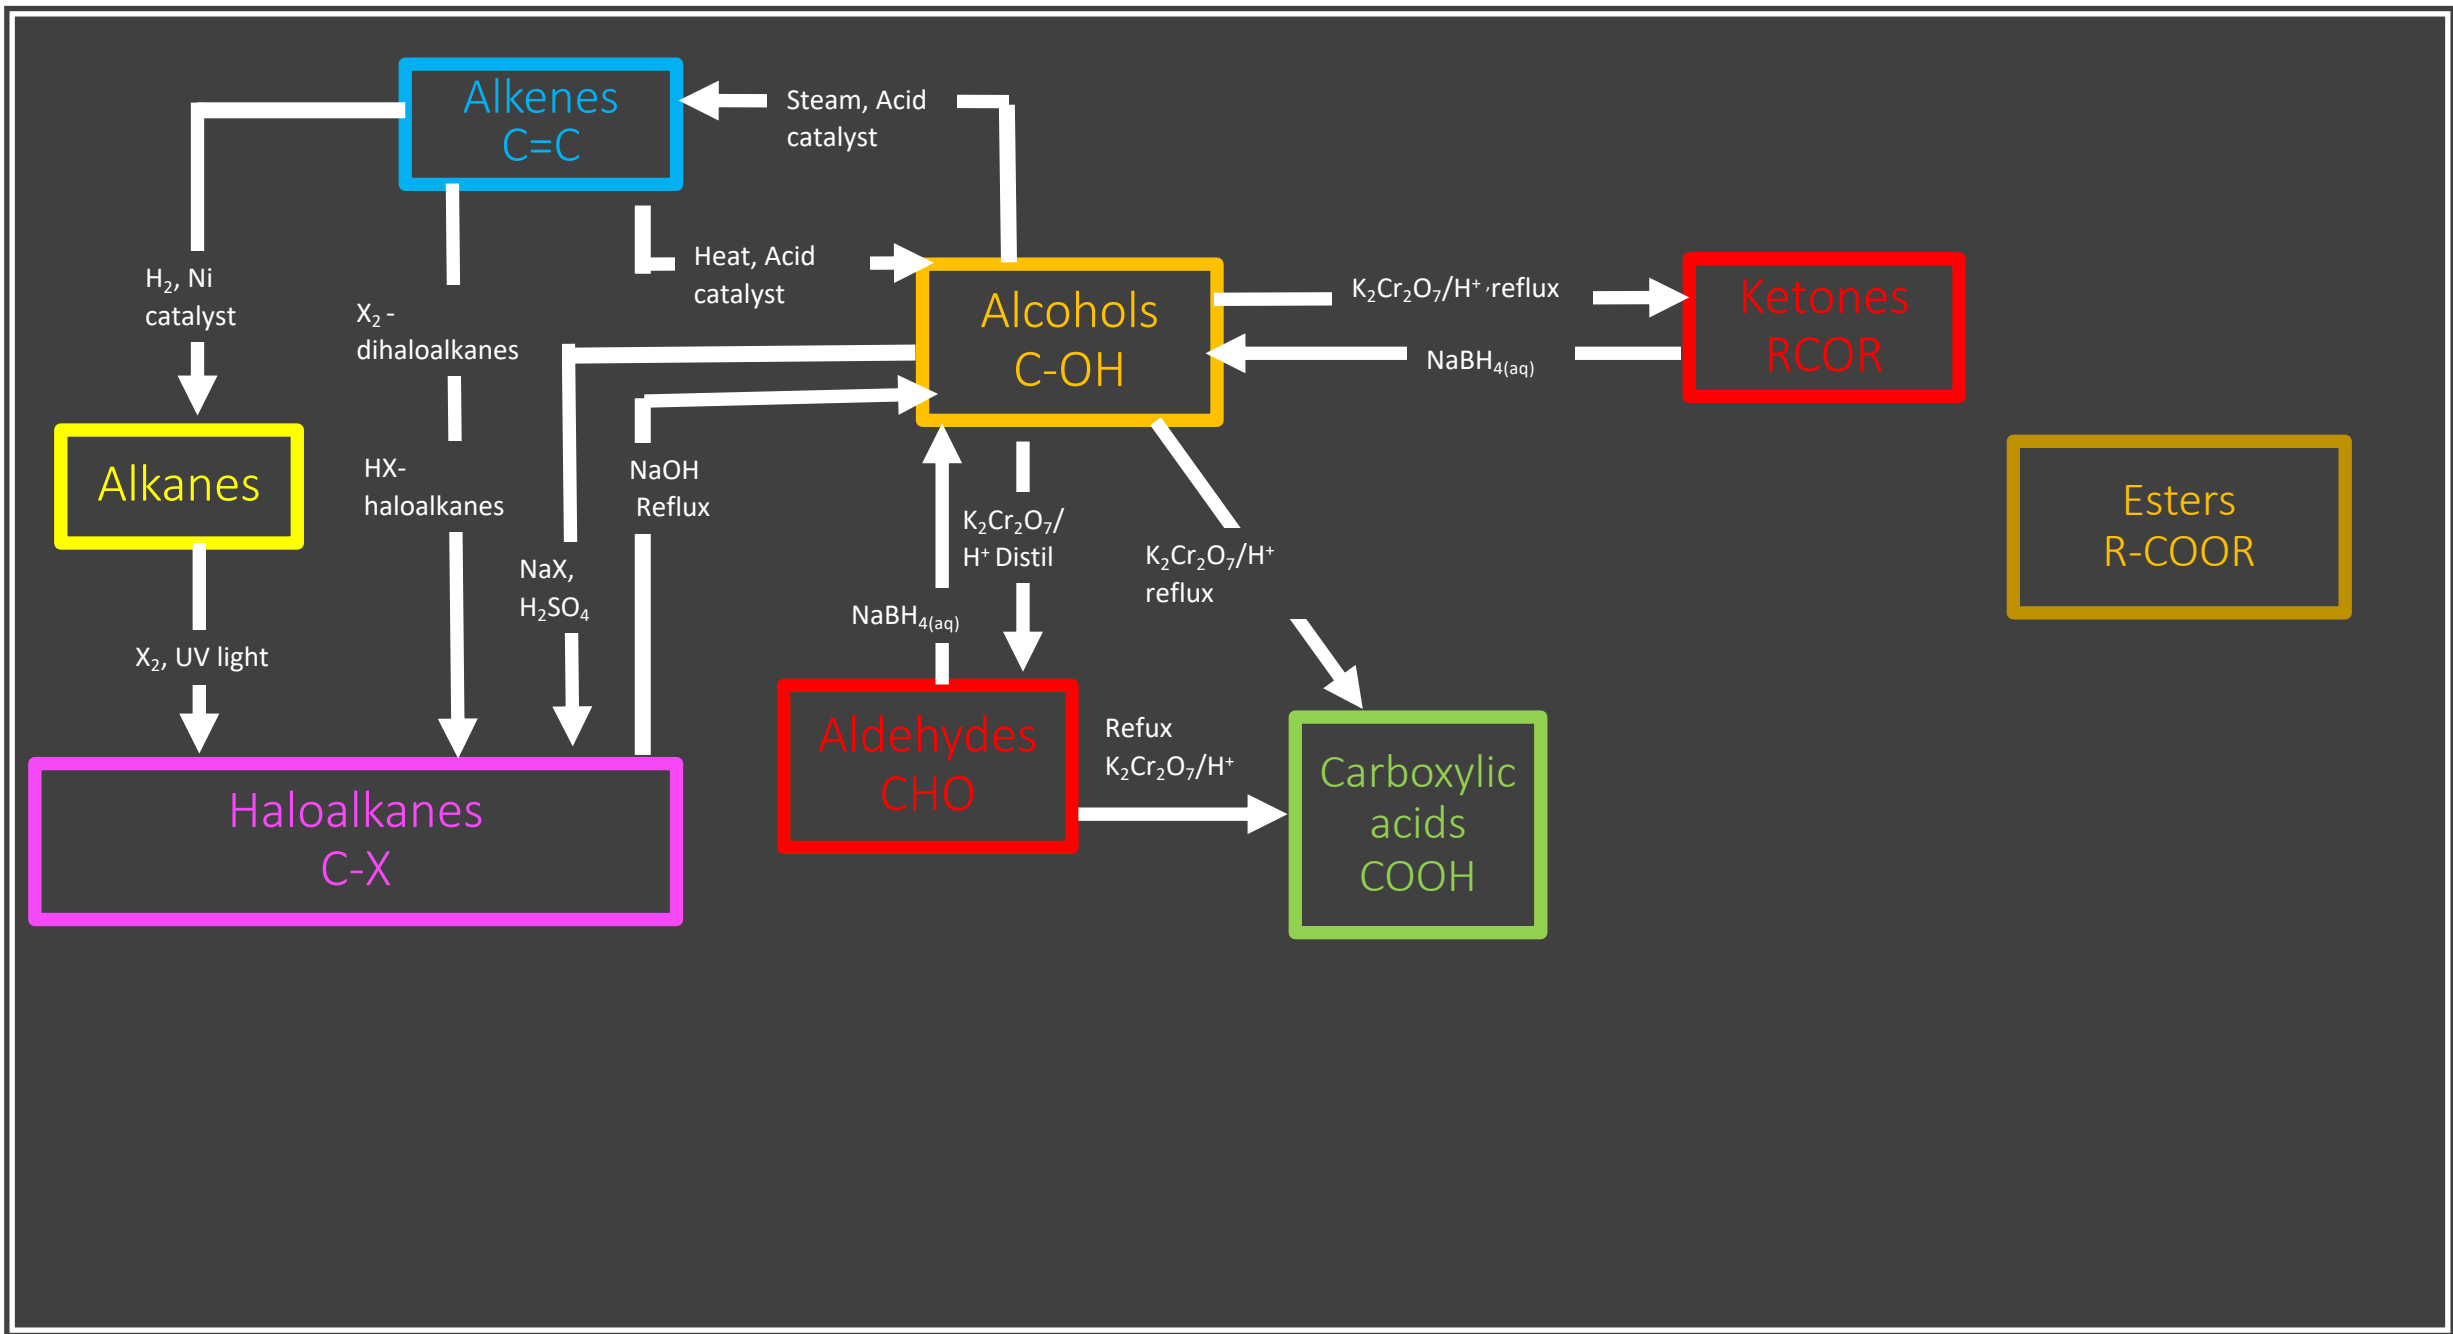 Alkenes
C=C
Steam, Acid
catalyst
Heat, Acid
catalyst
H₂, Ni
catalyst
X₂ -
dihaloalkanes
Alcohols
C-OH
K₂Cr₂O₇/H⁺ ,reflux
NaBH₄₍aq₎
Ketones
RCOR
Alkanes
HX-
haloalkanes
NaOH
Reflux
NaX,
H₂SO₄
K₂Cr₂O₇/
H⁺ Distil
K₂Cr₂O₇/H⁺
reflux
Esters
R-COOR
NaBH₄₍aq₎
X₂, UV light
Aldehydes
CHO
Refux
K₂Cr₂O₇/H⁺
Carboxylic
acids
COOH
Haloalkanes
C-X